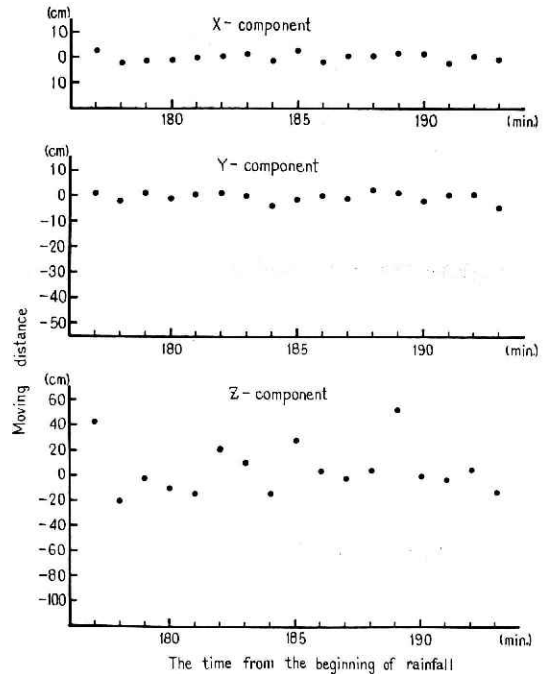 (cm)
X-component
10
0
10
180
185
190
(min.)
(cm)
Y-component
10
0
-10
-20
-30
-40
-50
180
185
190
(min.)
Moving distance
(cm)
Z-component
60
40
20
0
-20
-40
-60
-80
-100
180
185
190
(min.)
The time from the beginning of rainfall